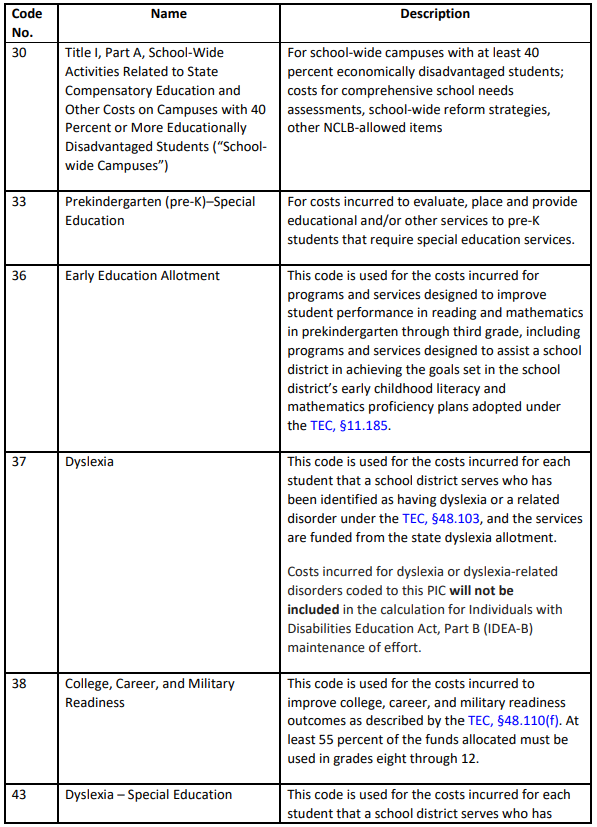 Code No.
Name
Description
30
Title I, Part A, School-Wide
Activities Related to State
Compensatory Education and
Other Costs on Campuses with 40
Percent or More Educationally
Disadvantaged Students (“School-
wide Campuses”)
For school-wide campuses with at least 40
percent economically disadvantaged students;
costs for comprehensive school needs
assessments, school-wide reform strategies,
other NCLB-allowed items
33
Prekindergarten (pre-K)–Special
Education
For costs incurred to evaluate, place and provide
educational and/or other services to pre-K
students that require special education services.
36
Early Education Allotment
This code is used for the costs incurred for
programs and services designed to improve
student performance in reading and mathematics
in prekindergarten through third grade, including
programs and services designed to assist a school
district in achieving the goals set in the school
district’s early childhood literacy and
mathematics proficiency plans adopted under
the TEC, §11.185.
37
Dyslexia
This code is used for the costs incurred for each
student that a school district serves who has
been identified as having dyslexia or a related
disorder under the TEC, §48.103, and the services
are funded from the state dyslexia allotment.
Costs incurred for dyslexia or dyslexia-related
disorders coded to this PIC will not be
included in the calculation for Individuals with
Disabilities Education Act, Part B (IDEA-B)
maintenance of effort.
38
College, Career, and Military
Readiness
This code is used for the costs incurred to
improve college, career, and military readiness
outcomes as described by the TEC, §48.110(f). At
least 55 percent of the funds allocated must be
used in grades eight through 12.
43
Dyslexia – Special Education
This code is used for the costs incurred for each
student that a school district serves who has